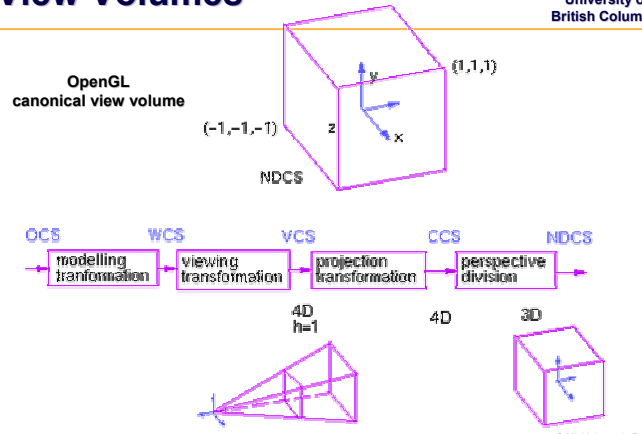 View Volumes
University o
British Colum
OpenGL
canonical view volume
(1,1,1)
y
(-1,-1,-1)
z
x
NDCS
OCS WCS VCS CCS NDCS
modelling viewing projection perspective
tranformation transformation transformation division
4D 4D 3D
h=1